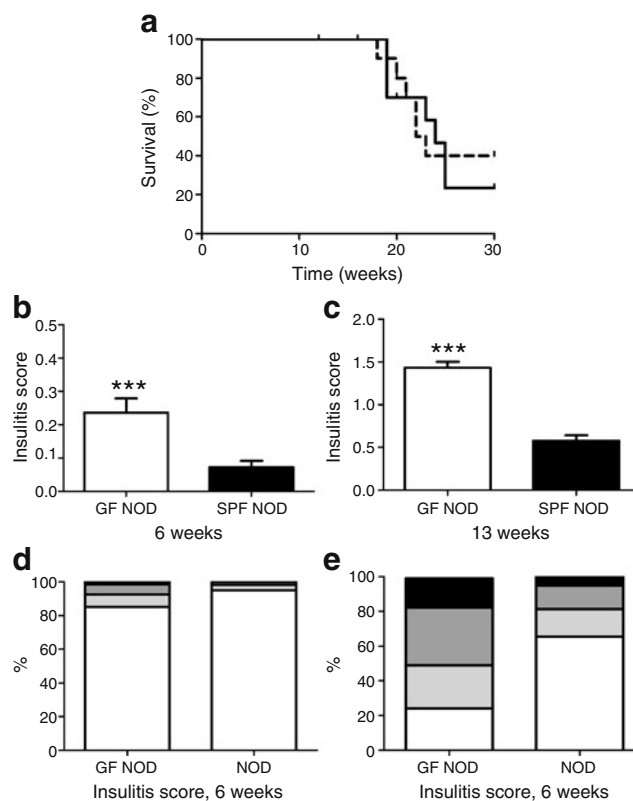 a
100
80
60
40
20
0
Survival (%)
0 10 20 30
Time (weeks)
b
0.5
0.4
0.3
0.2
0.1
0.0
Insulitis score
***
GF NOD SPF NOD
6 weeks
c
2.0
1.5
1.0
0.5
0.0
Insulitis score
***
GF NOD SPF NOD
13 weeks
d
100
80
60
40
20
0
%
GF NOD NOD
Insulitis score, 6 weeks
e
100
80
60
40
20
0
%
GF NOD NOD
Insulitis score, 6 weeks